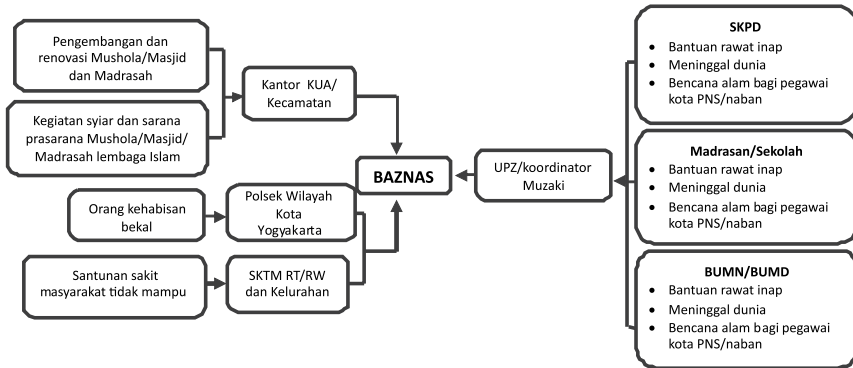 Pengembangan dan
renovasi Mushola/Masjid
dan Madrasah
Kegiatan syiar dan sarana
prasarana Mushola/Masjid/
Madrasah lembaga Islam
Kantor KUA/
Kecamatan
Orang kehabisan
bekal
Polsek Wilayah
Kota
Yogyakarta
Santunan sakit
masyarakat tidak mampu
SKTM RT/RW
dan Kelurahan
BAZNAS
UPZ/koordinator
Muzaki
SKPD
• Bantuan rawat inap
• Meninggal dunia
• Bencana alam bagi pegawai
kota PNS/naban
Madrasan/Sekolah
• Bantuan rawat inap
• Meninggal dunia
• Bencana alam bagi pegawai
kota PNS/naban
BUMN/BUMD
• Bantuan rawat inap
• Meninggal dunia
• Bencana alam bagi pegawai
kota PNS/naban